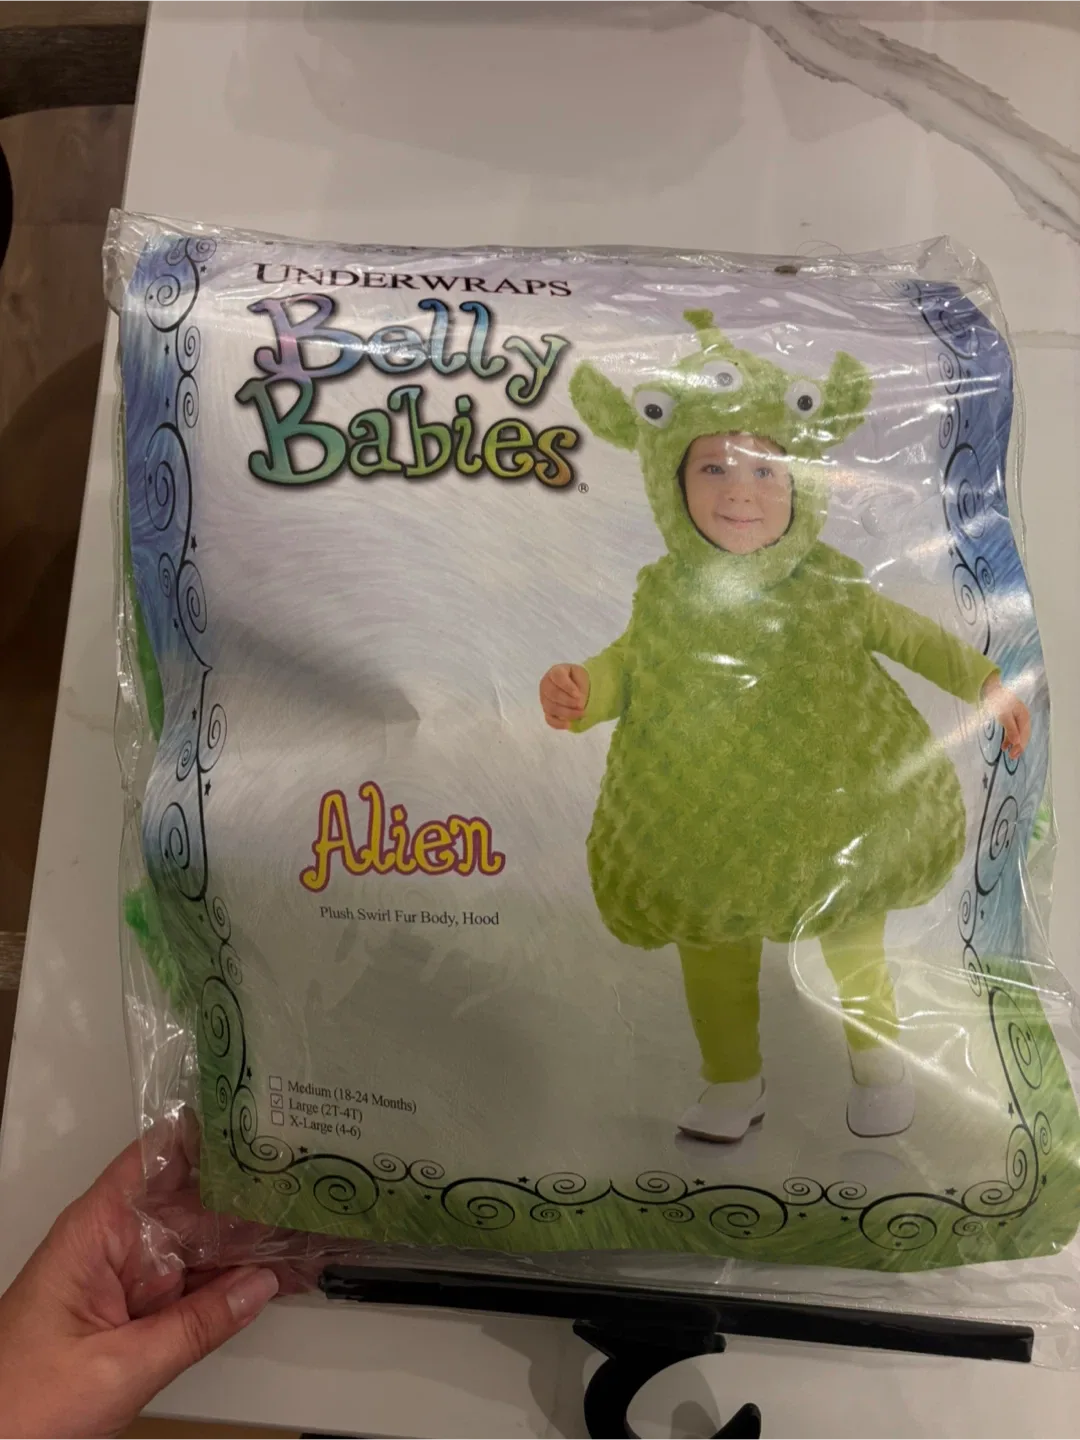 UNDERWRAPS
Belly
Babies®
Alien
Plush Swirl Fur Body, Hood
☐ Medium (18-24 Months)
☑ Large (2T-4T)
☐ X-Large (4-6)